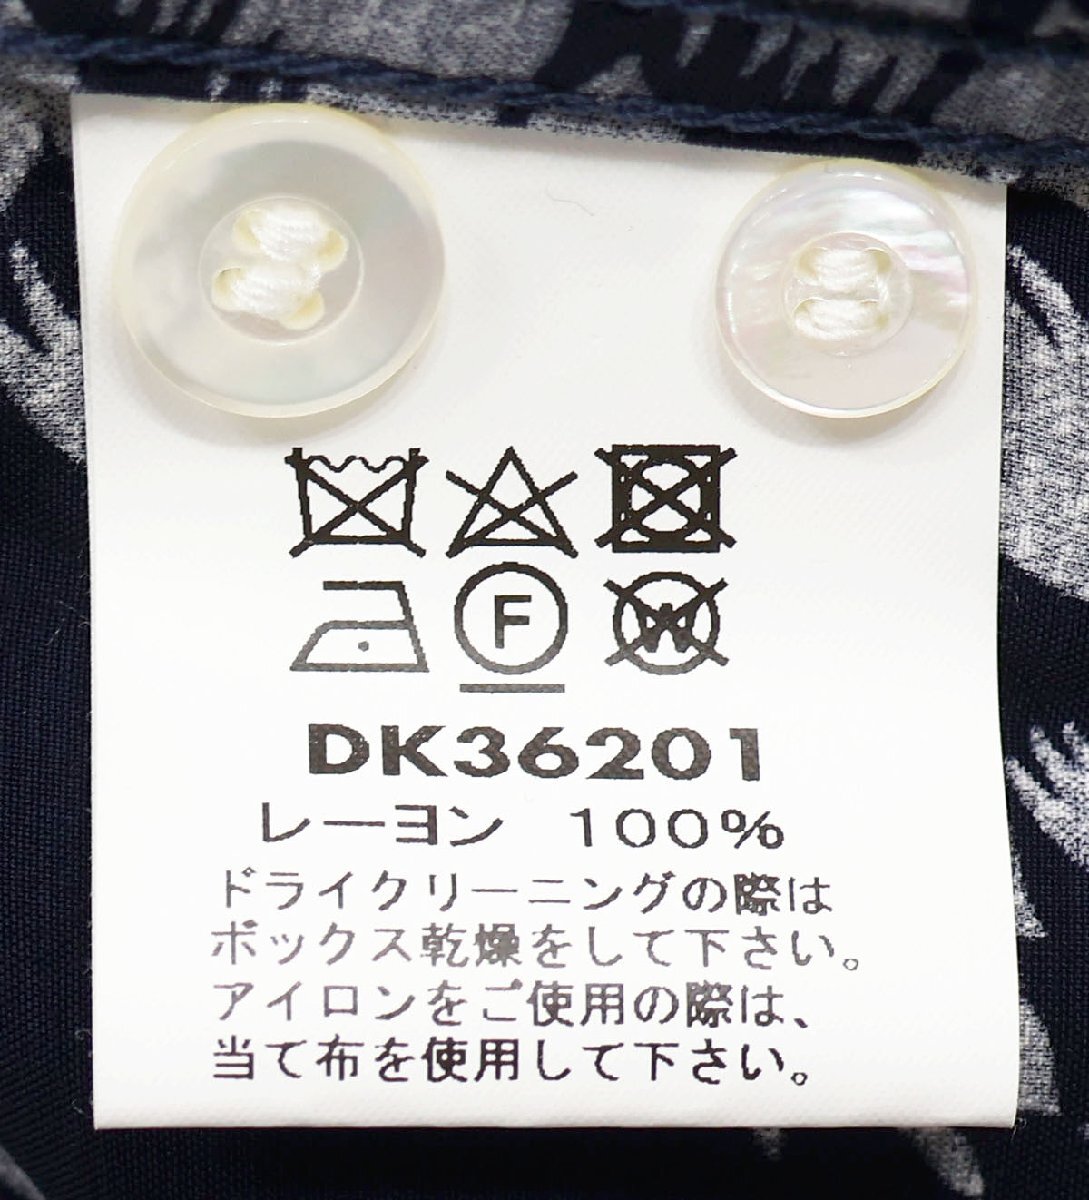 F W
DK36201
レーヨン 100%
ドライクリーニングの際は
ボックス乾燥をして下さい。
アイロンをご使用の際は、
当て布を使用して下さい。